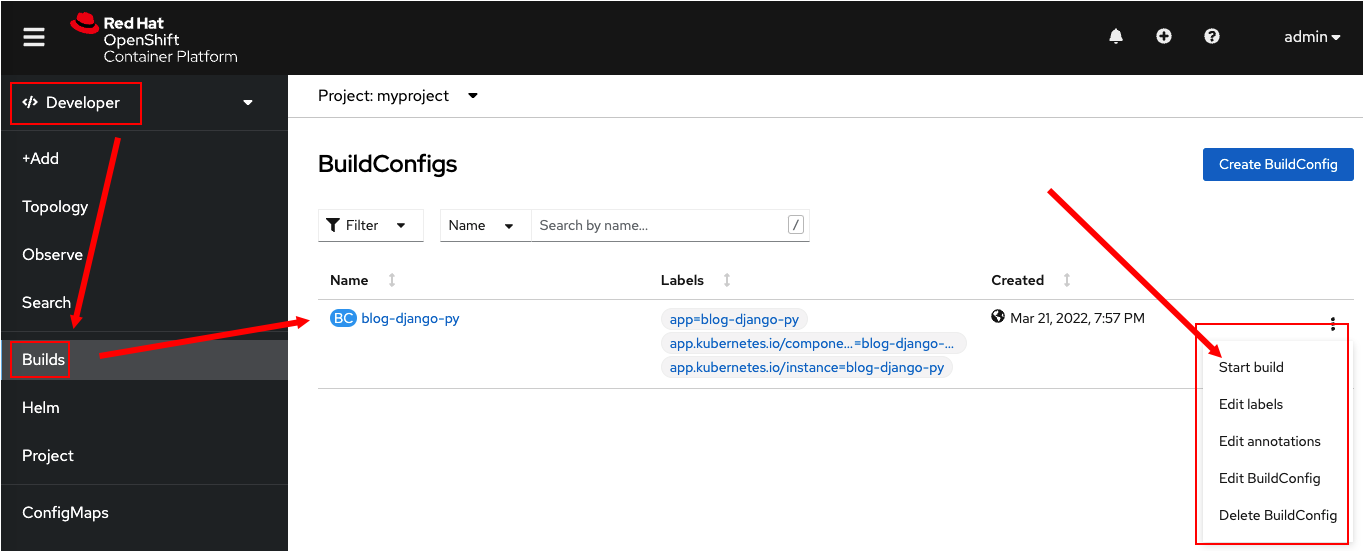 Red Hat
OpenShift
Container Platform
admin
Developer
+Add
Topology
Observe
Search
Builds
Helm
Project
ConfigMaps
Project: myproject
BuildConfigs
Create BuildConfig
Filter
Name
Search by name...
/
Name
Labels
Created
BC blog-django-py
app=blog-django-py
app.kubernetes.io/compone...=blog-django-...
app.kubernetes.io/instance=blog-django-py
Mar 21, 2022, 7:57 PM
Start build
Edit labels
Edit annotations
Edit BuildConfig
Delete BuildConfig